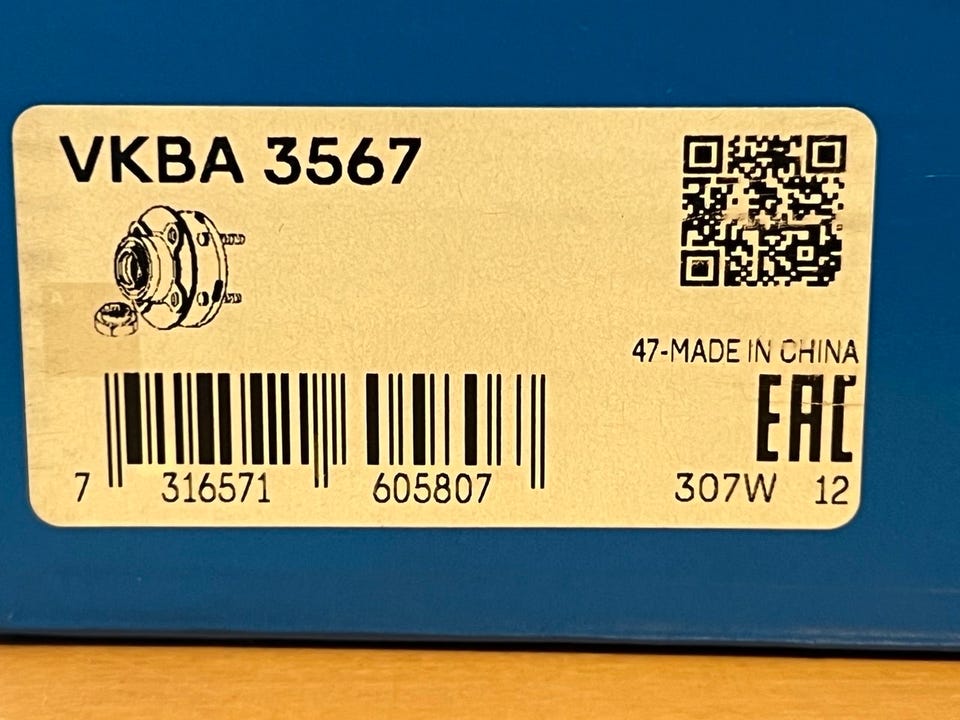 VKBA 3567
47-MADE IN CHINA
EAC
7 316571 605807
307W 12